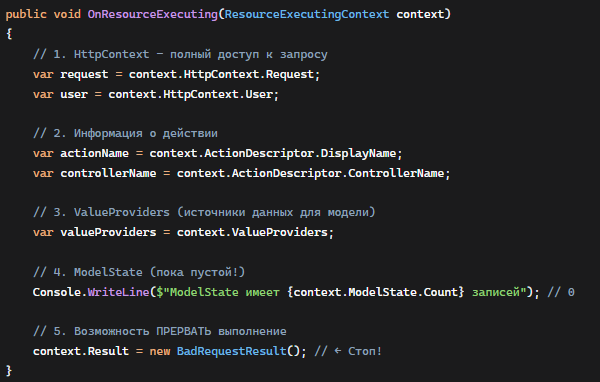 public void OnResourceExecuting(ResourceExecutingContext context)
{
// 1. HttpContext – полный доступ к запросу
var request = context.HttpContext.Request;
var user = context.HttpContext.User;
// 2. Информация о действии
var actionName = context.ActionDescriptor.DisplayName;
var controllerName = context.ActionDescriptor.ControllerName;
// 3. ValueProviders (источники данных для модели)
var valueProviders = context.ValueProviders;
// 4. ModelState (пока пустой!)
Console.WriteLine($"ModelState имеет {context.ModelState.Count} записей"); // 0
// 5. Возможность ПРЕРВАТЬ выполнение
context.Result = new BadRequestResult(); // ← Стоп!
}